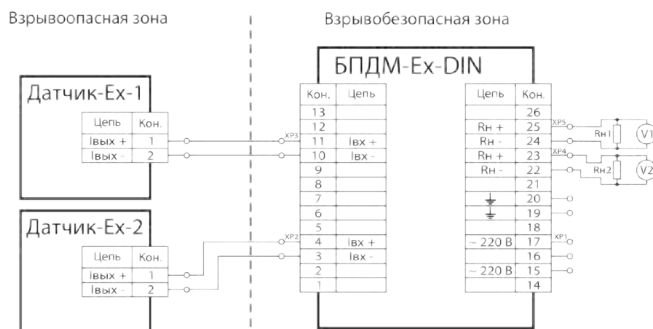 Взрывоопасная зона
Взрывобезопасная зона
БПДМ-Ех-DIN
Датчик-Ех-1
Цепь Кон.
Iвых + 1
Iвых - 2
Датчик-Ех-2
Цепь Кон.
Iвых + 1
Iвых - 2
Кон. Цепь
13
12
XP3 11 Iвх +
10 Iвх -
9
8
7
6
5
XP2 4 Iвх +
3 Iвх -
2
1
Цепь Кон.
26
Rн + 25 XP5
Rн - 24
Rн + 23 XP4
Rн - 22
21
20
19
18
~ 220 В 17 XP1
16
~ 220 В 15
14
Rн1 V1
Rн2 V2